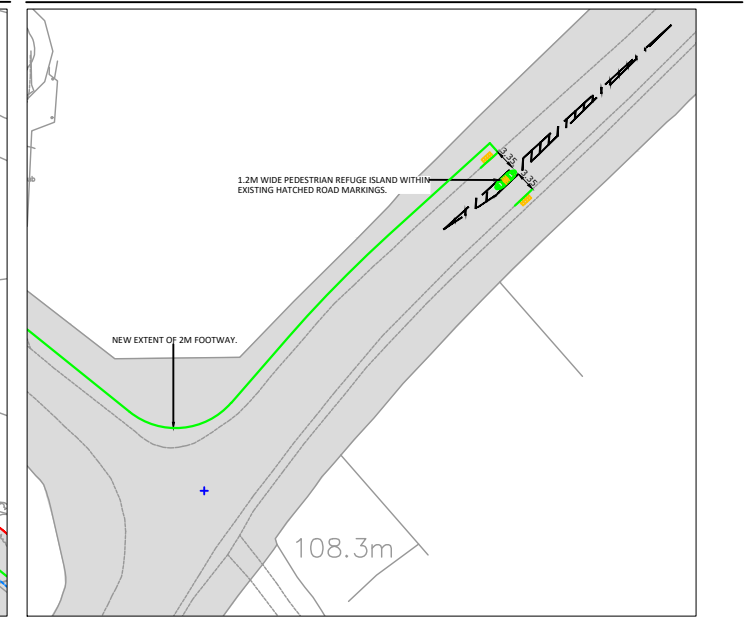 3.35
1.2M WIDE PEDESTRIAN REFUGE ISLAND WITHIN
EXISTING HATCHED ROAD MARKINGS.
3.35
NEW EXTENT OF 2M FOOTWAY.
108.3m